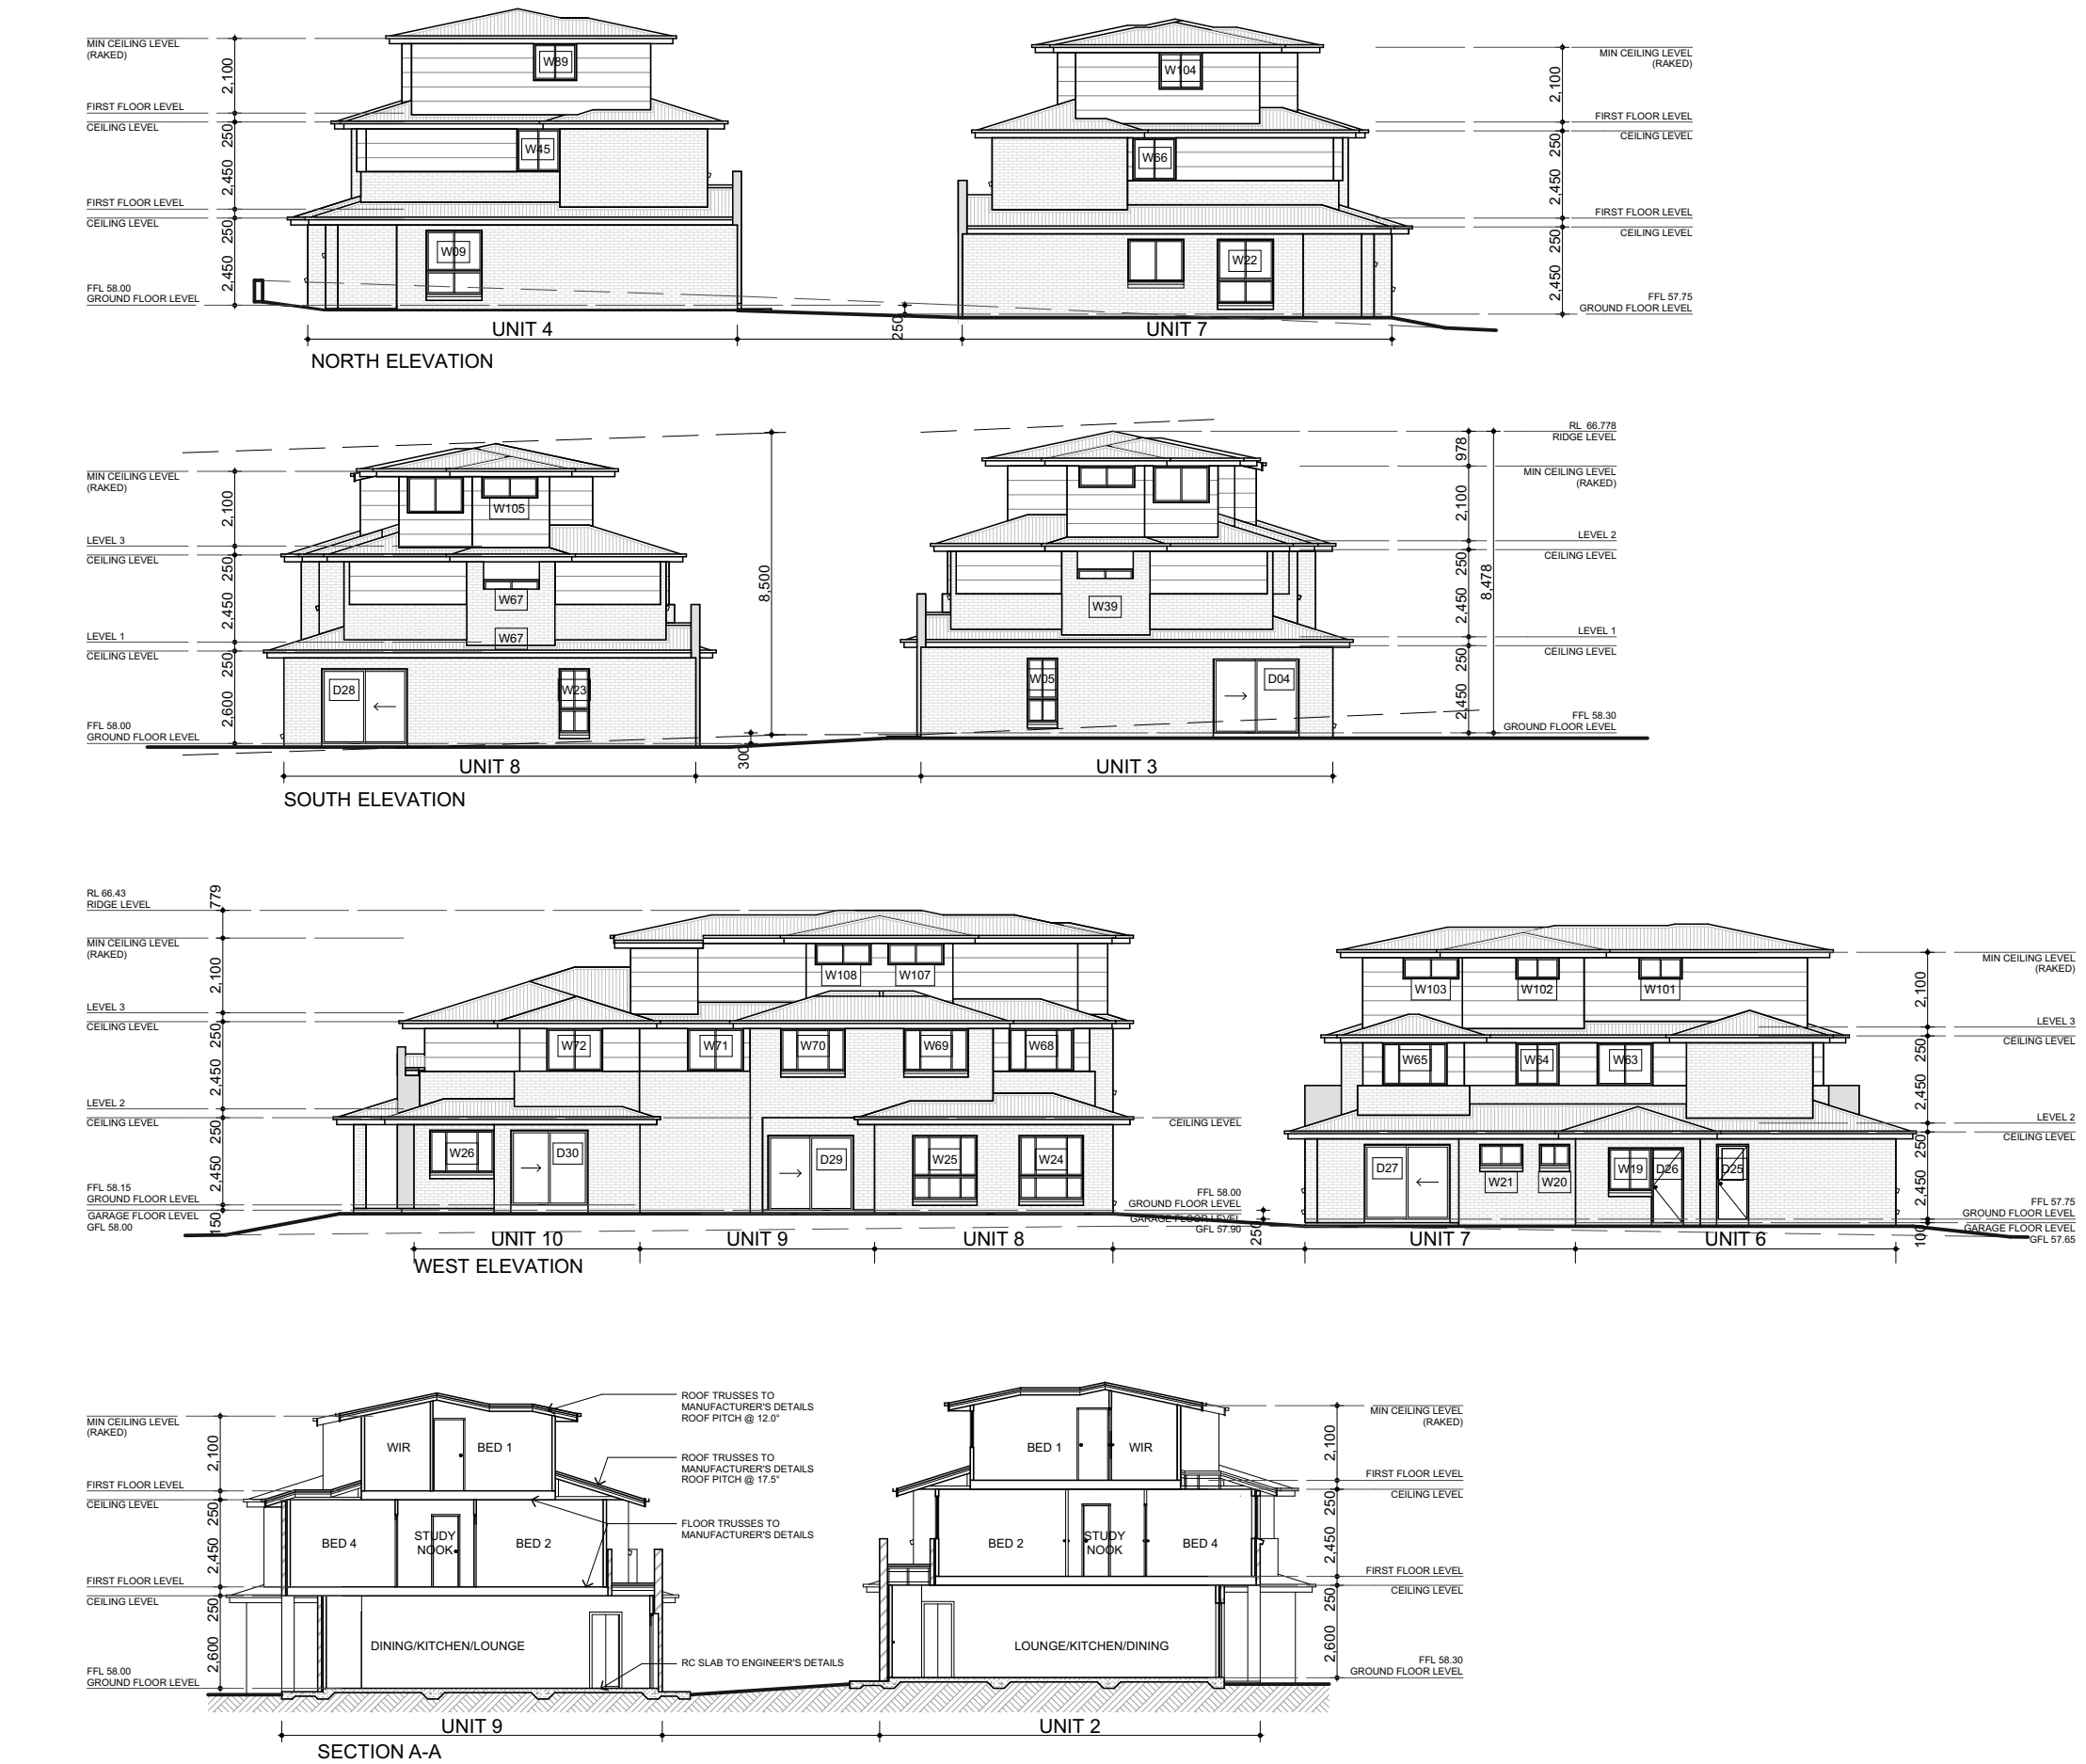 MIN CEILING LEVEL
(RAKED)
2,100
FIRST FLOOR LEVEL
CEILING LEVEL
250
2,450
FIRST FLOOR LEVEL
CEILING LEVEL
250
2,450
FFL 58.00
GROUND FLOOR LEVEL
W89
W45
W09
UNIT 4
250
W104
W66
W22
UNIT 7
MIN CEILING LEVEL
(RAKED)
2,100
FIRST FLOOR LEVEL
CEILING LEVEL
250
2,450
FIRST FLOOR LEVEL
CEILING LEVEL
250
2,450
FFL 57.75
GROUND FLOOR LEVEL
NORTH ELEVATION
MIN CEILING LEVEL
(RAKED)
2,100
LEVEL 3
CEILING LEVEL
250
2,450
LEVEL 1
CEILING LEVEL
250
2,600
FFL 58.00
GROUND FLOOR LEVEL
W105
W67
W67
D28
W23
UNIT 8
8,500
300
W39
W05
D04
UNIT 3
RL 66.778
RIDGE LEVEL
978
MIN CEILING LEVEL
(RAKED)
2,100
LEVEL 2
CEILING LEVEL
250
8,478
2,450
LEVEL 1
CEILING LEVEL
250
2,450
FFL 58.30
GROUND FLOOR LEVEL
SOUTH ELEVATION
RL 66.43
RIDGE LEVEL
779
MIN CEILING LEVEL
(RAKED)
2,100
LEVEL 3
CEILING LEVEL
250
2,450
LEVEL 2
CEILING LEVEL
250
2,450
FFL 58.15
GROUND FLOOR LEVEL
GARAGE FLOOR LEVEL
GFL 58.00
150
W108
W107
W72
W71
W70
W69
W68
W26
D30
D29
W25
W24
CEILING LEVEL
FFL 58.00
GROUND FLOOR LEVEL
GARAGE FLOOR LEVEL
GFL 57.90
250
UNIT 10
UNIT 9
UNIT 8
W103
W102
W101
W65
W64
W63
D27
W21
W20
W19
D26
D25
UNIT 7
UNIT 6
MIN CEILING LEVEL
(RAKED)
2,100
LEVEL 3
CEILING LEVEL
250
2,450
LEVEL 2
CEILING LEVEL
250
2,450
FFL 57.75
GROUND FLOOR LEVEL
GARAGE FLOOR LEVEL
GFL 57.65
100
WEST ELEVATION
MIN CEILING LEVEL
(RAKED)
2,100
FIRST FLOOR LEVEL
CEILING LEVEL
250
2,450
FIRST FLOOR LEVEL
CEILING LEVEL
250
2,600
FFL 58.00
GROUND FLOOR LEVEL
WIR
BED 1
BED 4
STUDY
NOOK
BED 2
DINING/KITCHEN/LOUNGE
ROOF TRUSSES TO
MANUFACTURER'S DETAILS
ROOF PITCH @ 12.0°
ROOF TRUSSES TO
MANUFACTURER'S DETAILS
ROOF PITCH @ 17.5°
FLOOR TRUSSES TO
MANUFACTURER'S DETAILS
RC SLAB TO ENGINEER'S DETAILS
UNIT 9
BED 1
WIR
BED 2
STUDY
NOOK
BED 4
LOUNGE/KITCHEN/DINING
UNIT 2
MIN CEILING LEVEL
(RAKED)
2,100
FIRST FLOOR LEVEL
CEILING LEVEL
250
2,450
FIRST FLOOR LEVEL
CEILING LEVEL
250
2,600
FFL 58.30
GROUND FLOOR LEVEL
SECTION A-A